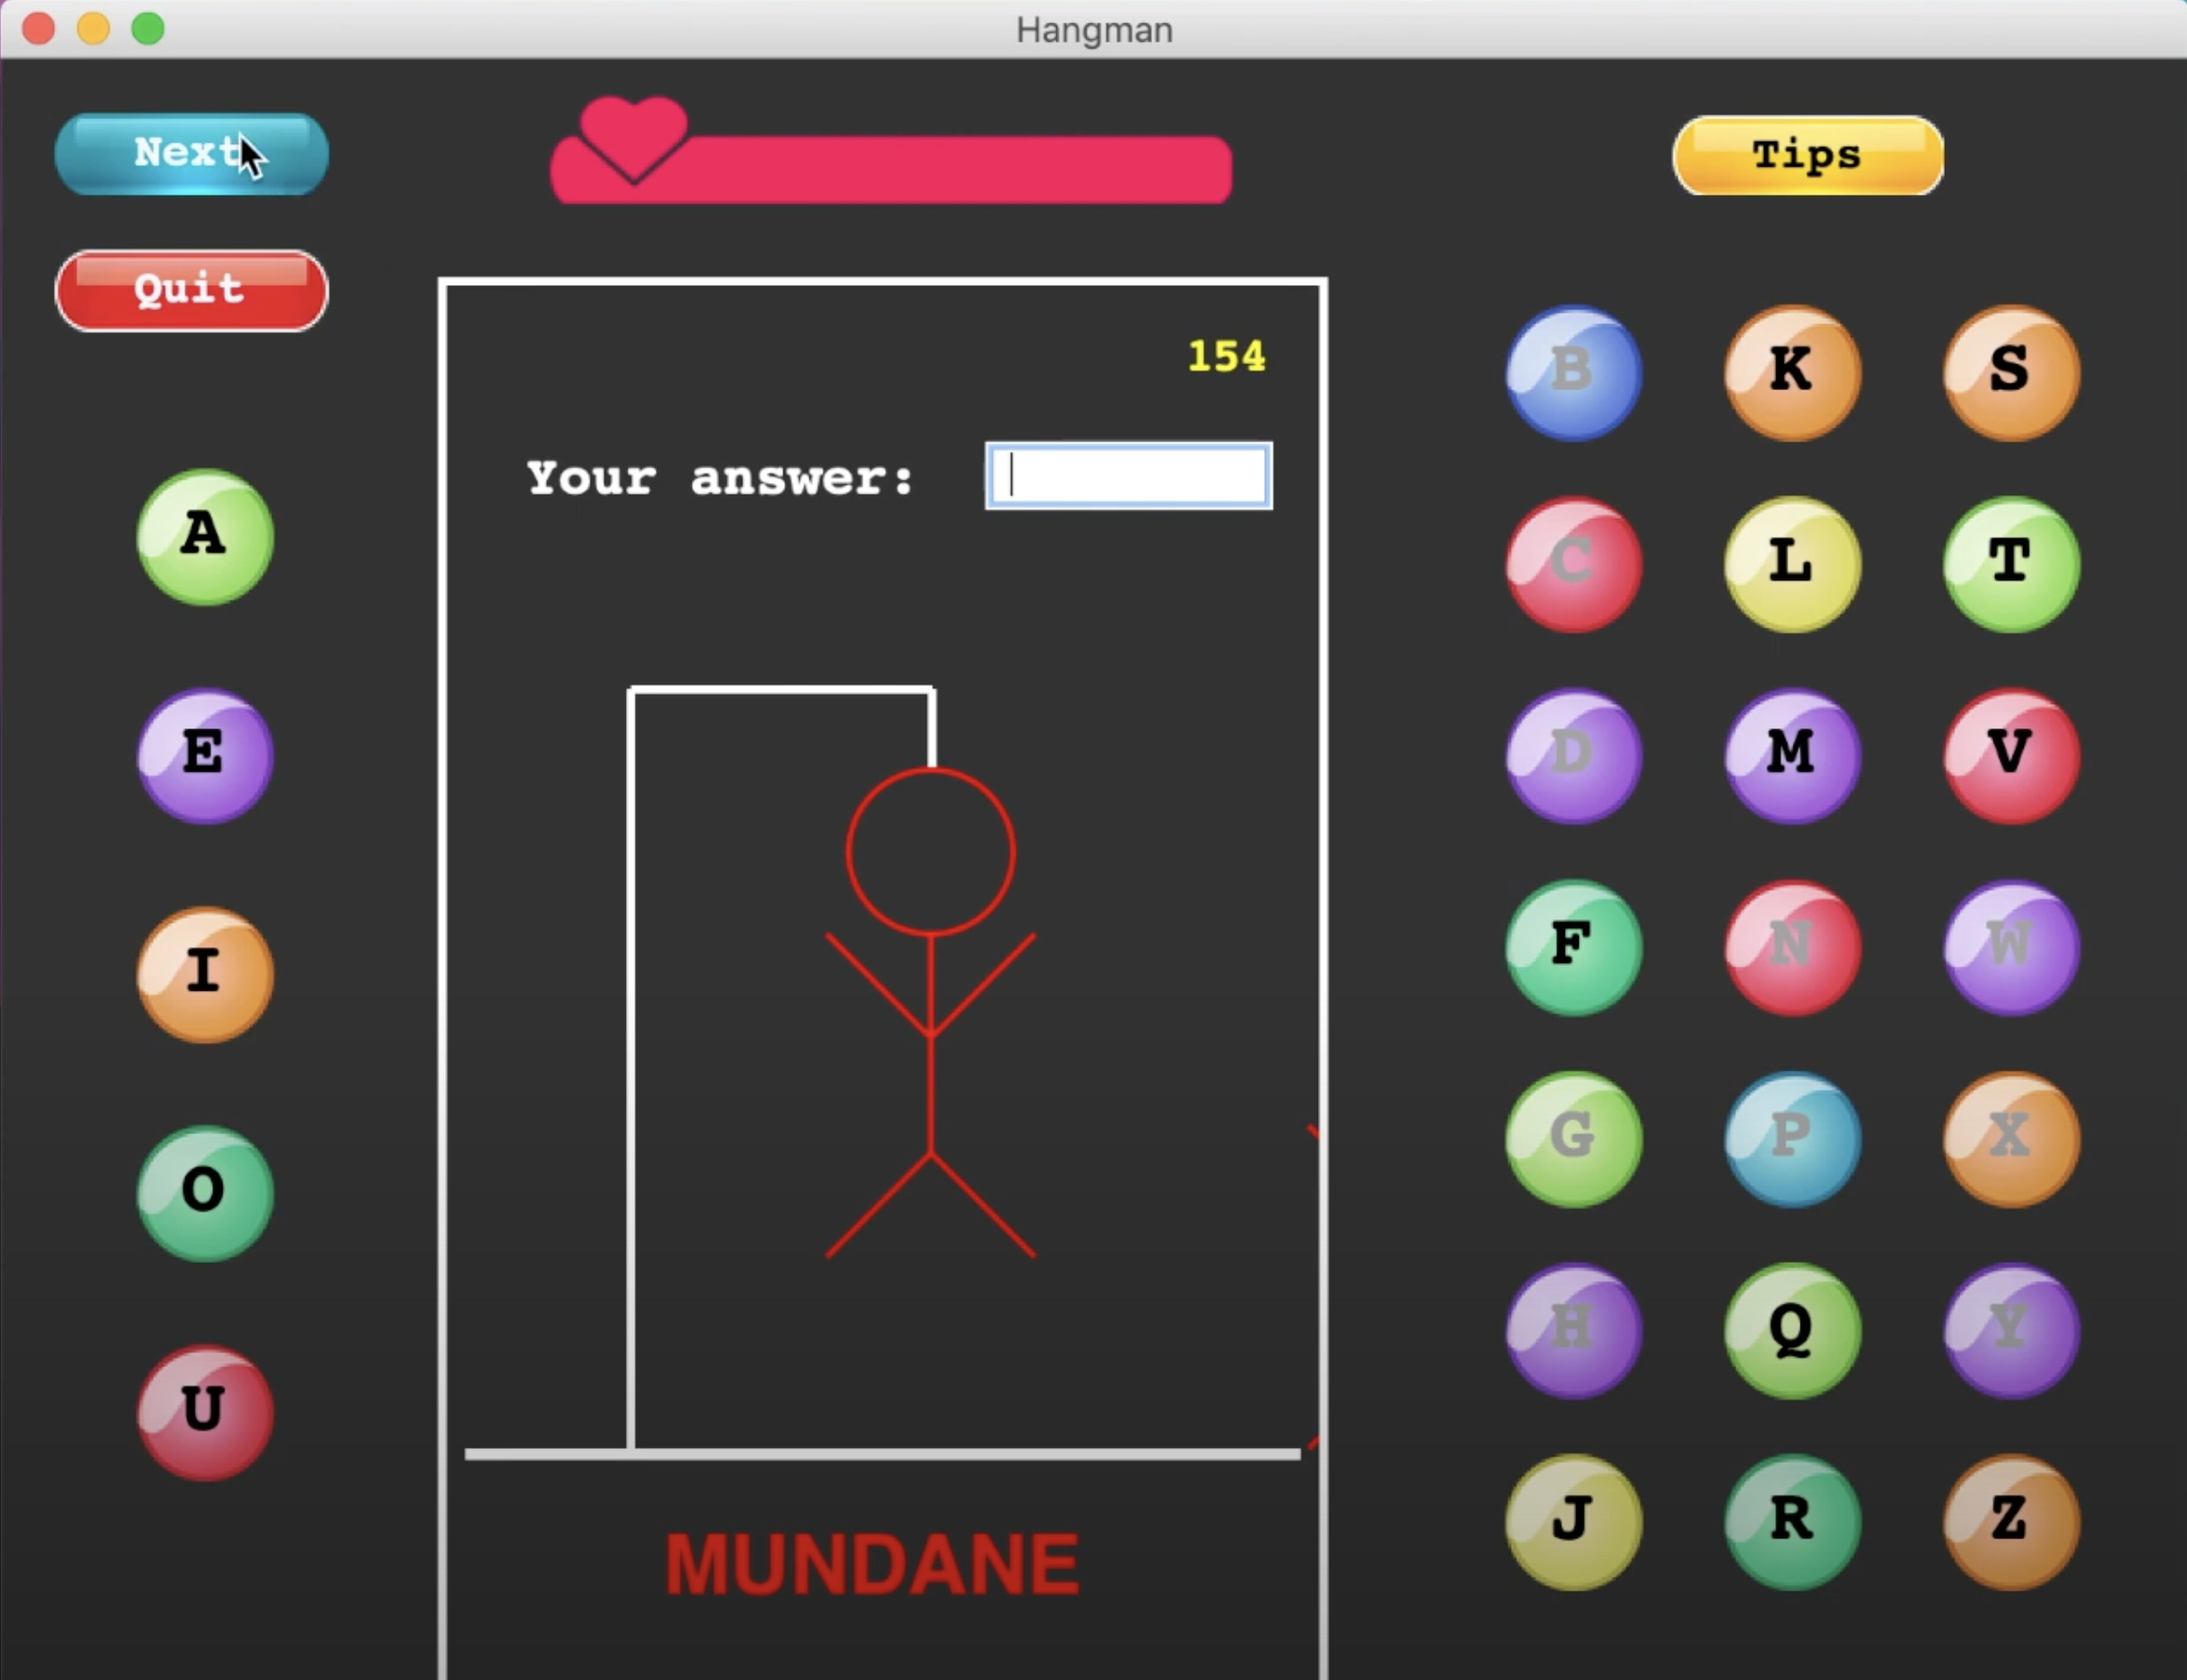 Hangman
Next
Quit
Tips
154
Your answer:
A
E
I
O
U
B K S
C L T
D M V
F N W
G P X
H Q Y
J R Z
MUNDANE